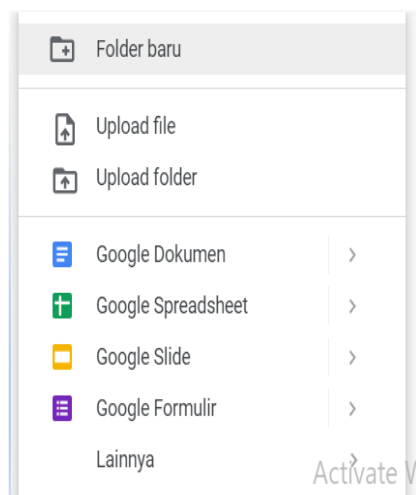 Folder baru
Upload file
Upload folder
Google Dokumen
Google Spreadsheet
Google Slide
Google Formulir
Lainnya
Activate